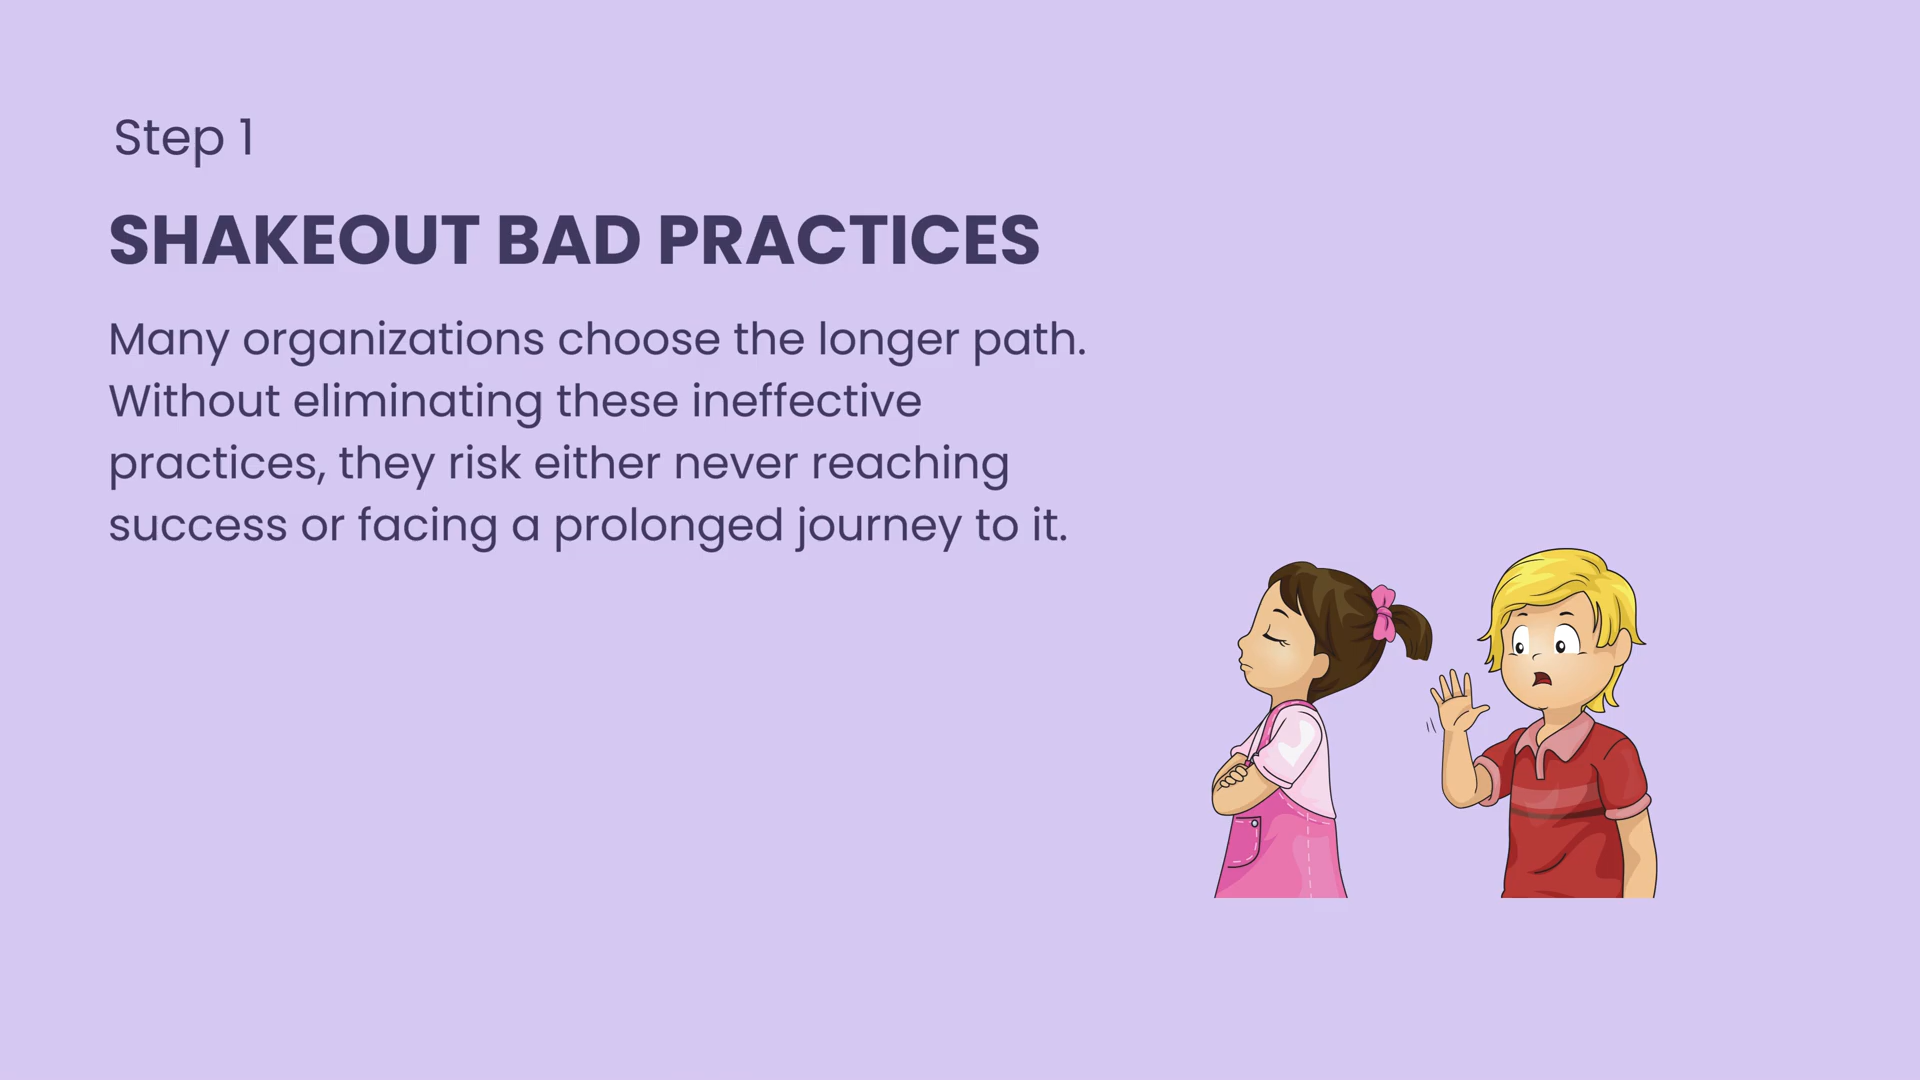 Step 1
SHAKEOUT BAD PRACTICES
Many organizations choose the longer path.
Without eliminating these ineffective
practices, they risk either never reaching
success or facing a prolonged journey to it.